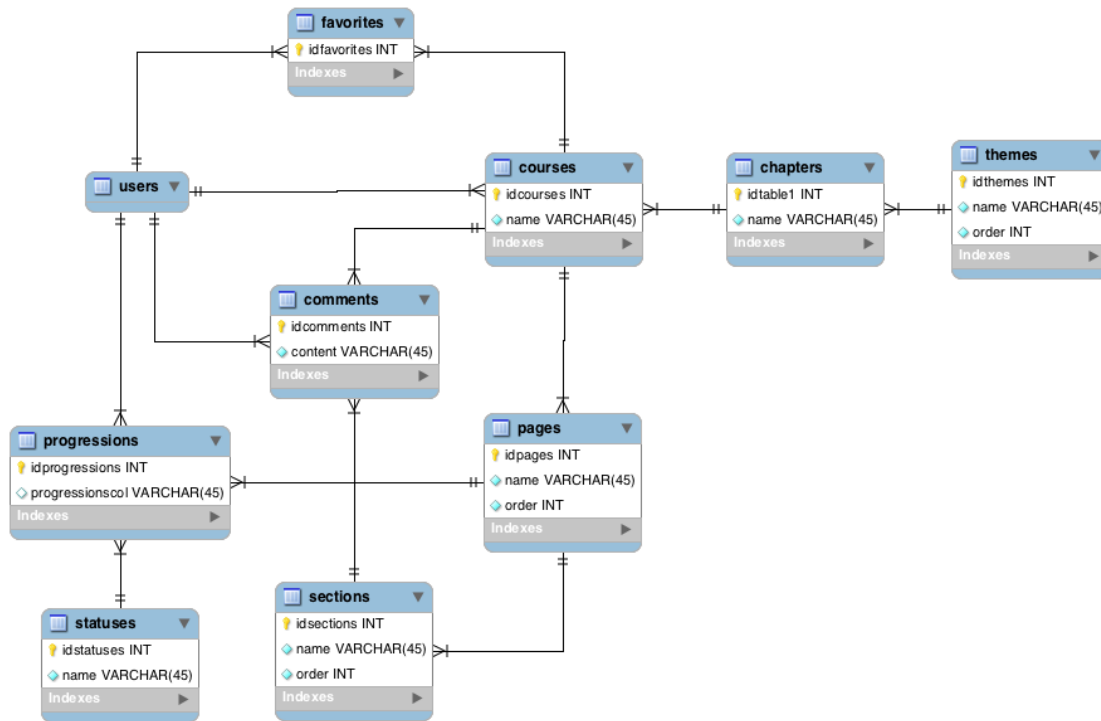 favorites
idfavorites INT
Indexes
users
courses
idcourses INT
name VARCHAR(45)
Indexes
chapters
idtable1 INT
name VARCHAR(45)
Indexes
themes
idthemes INT
name VARCHAR(45)
order INT
Indexes
comments
idcomments INT
content VARCHAR(45)
Indexes
progressions
idprogressions INT
progressionscol VARCHAR(45)
Indexes
pages
idpages INT
name VARCHAR(45)
order INT
Indexes
statuses
idstatuses INT
name VARCHAR(45)
Indexes
sections
idsections INT
name VARCHAR(45)
order INT
Indexes